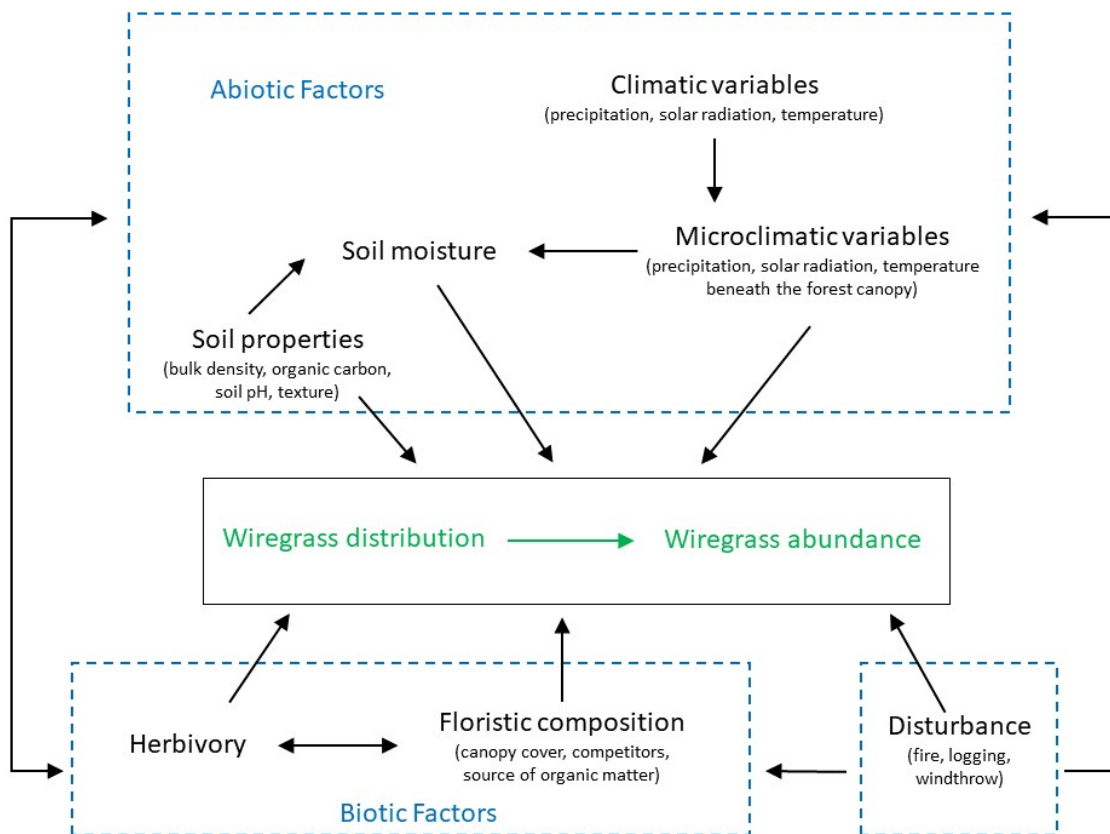 Abiotic Factors
Climatic variables
(precipitation, solar radiation, temperature)
Microclimatic variables
(precipitation, solar radiation, temperature
beneath the forest canopy)
Soil moisture
Soil properties
(bulk density, organic carbon,
soil pH, texture)
Wiregrass distribution
Wiregrass abundance
Herbivory
Floristic composition
(canopy cover, competitors,
source of organic matter)
Biotic Factors
Disturbance
(fire, logging,
windthrow)